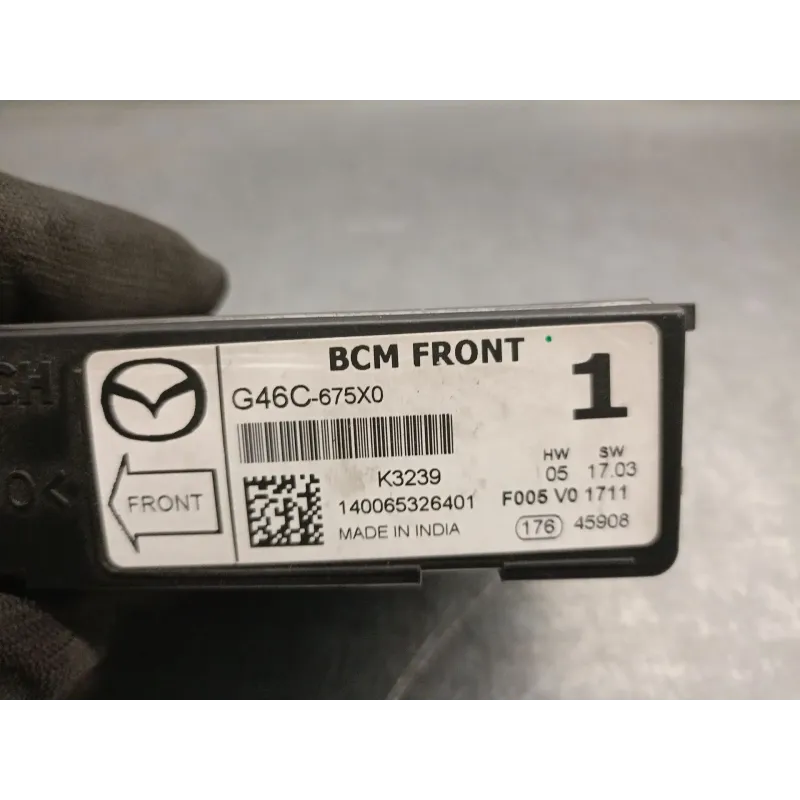 CH
O<
BCM FRONT
G46C-675X0
1
K3239
140065326401
MADE IN INDIA
HW SW
05 17.03
F005 V0 1711
176 45908
FRONT